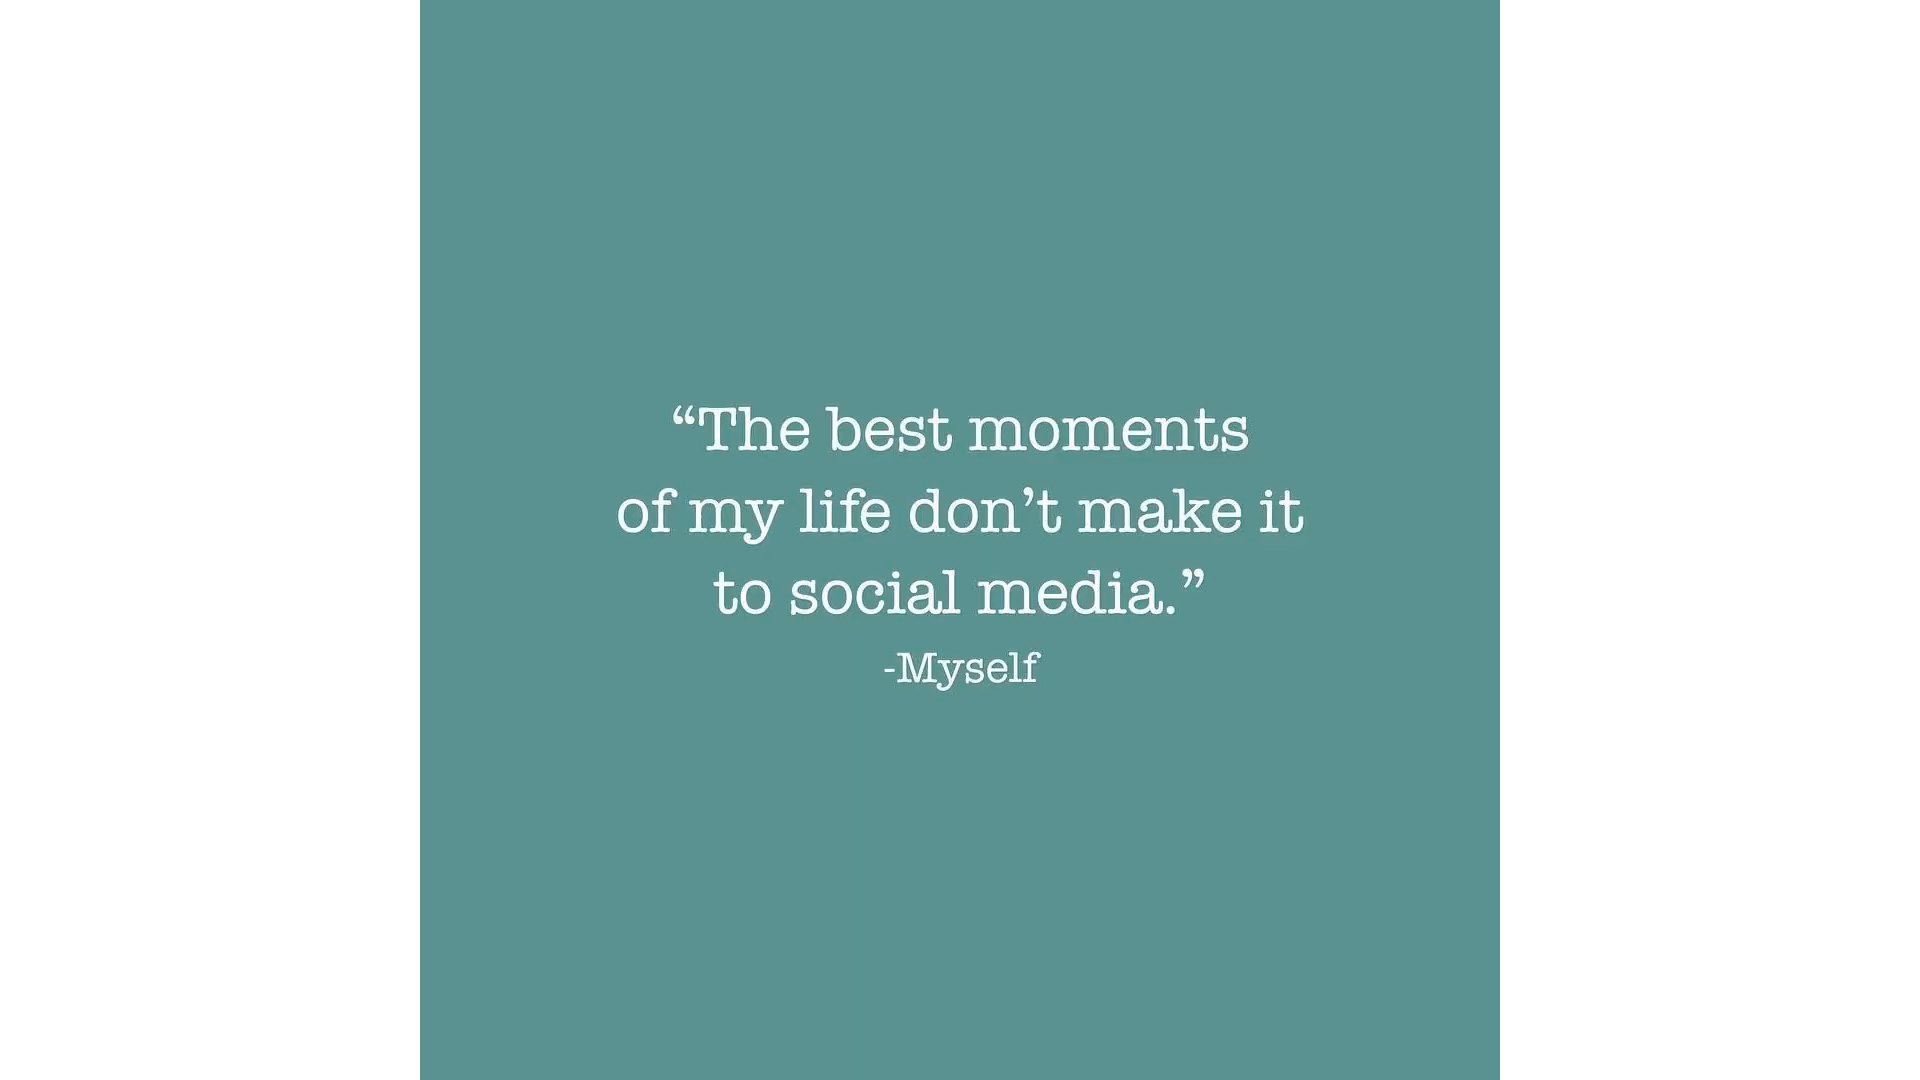 “The best moments
of my life don’t make it
to social media.”
-Myself